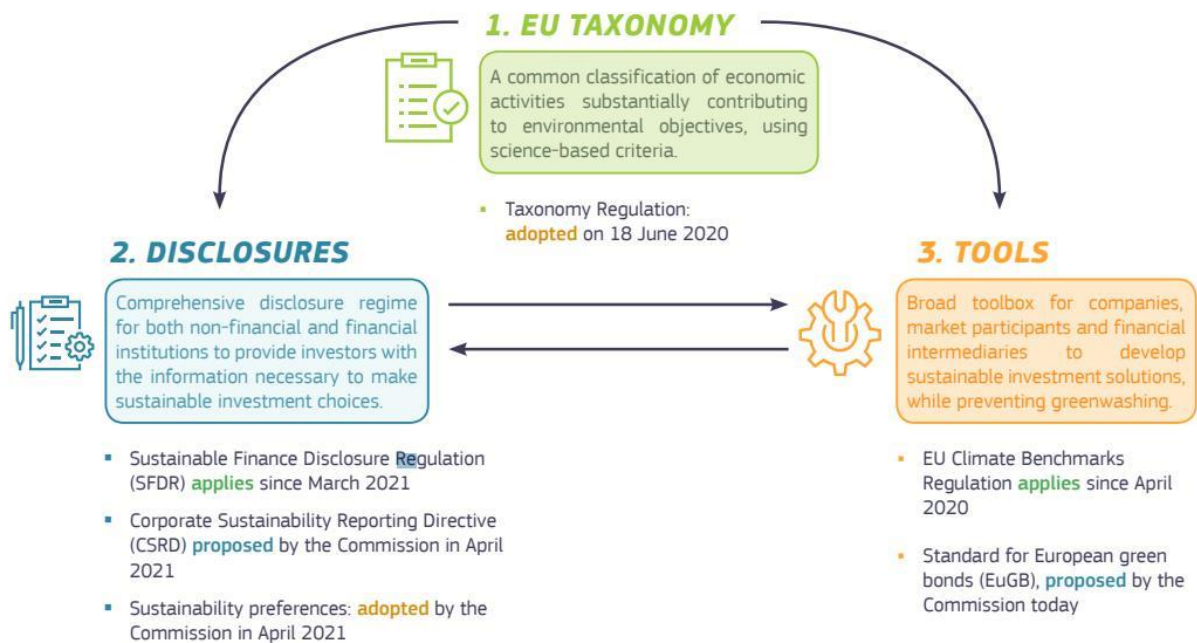 1. EU TAXONOMY
A common classification of economic
activities substantially contributing
to environmental objectives, using
science-based criteria.
▪ Taxonomy Regulation:
adopted on 18 June 2020
2. DISCLOSURES
Comprehensive disclosure regime
for both non-financial and financial
institutions to provide investors with
the information necessary to make
sustainable investment choices.
▪ Sustainable Finance Disclosure Regulation
(SFDR) applies since March 2021
▪ Corporate Sustainability Reporting Directive
(CSRD) proposed by the Commission in April
2021
▪ Sustainability preferences: adopted by the
Commission in April 2021
3. TOOLS
Broad toolbox for companies,
market participants and financial
intermediaries to develop
sustainable investment solutions,
while preventing greenwashing.
▪ EU Climate Benchmarks
Regulation applies since April
2020
▪ Standard for European green
bonds (EuGB), proposed by the
Commission today